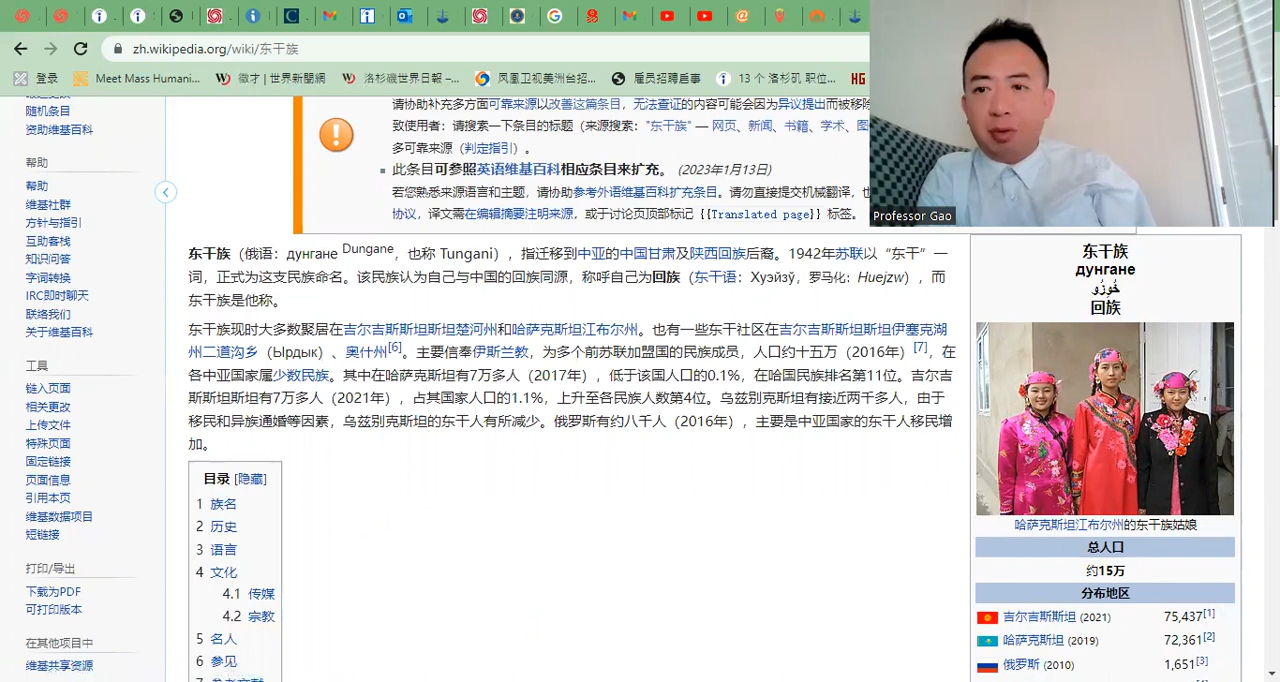 zh.wikipedia.org/wiki/东干族
登录
Meet Mass Humani...
徵才 | 世界新聞網
洛杉磯世界日報 –...
凤凰卫视美洲台招...
雇员招聘启事
13 个 洛杉矶 职位...
HG
随机条目
资助维基百科
帮助
帮助
维基社群
方针与指引
互助客栈
知识问答
字词转换
IRC即时聊天
联络我们
关于维基百科
工具
链入页面
相关更改
上传文件
特殊页面
固定链接
页面信息
引用本页
维基数据项目
短链接
打印/导出
下载为PDF
可打印版本
在其他项目中
维基共享资源
请协助补充多方面可靠来源以改善这篇条目，无法查证的内容可能会因为异议提出而被移除
致使用者：请搜索一下条目的标题（来源搜索："东干族" — 网页、新闻、书籍、学术、图
多可靠来源（判定指引）。
此条目可参照英语维基百科相应条目来扩充。 (2023年1月13日)
若您熟悉来源语言和主题，请协助参考外语维基百科扩充条目。请勿直接提交机械翻译，也
协议，译文需在编辑摘要注明来源，或于讨论页顶部标记 {{Translated page}} 标签。
Professor Gao
东干族（俄语：дунгане Dungane，也称 Tungani），指迁移到中亚的中国甘肃及陕西回族后裔。1942年苏联以“东干”一
词，正式为这支民族命名。该民族认为自己与中国的回族同源，称呼自己为回族（东干语：Хуэйзў，罗马化：Huejzw），而
东干族是他称。
东干族现时大多数聚居在吉尔吉斯斯坦斯坦楚河州和哈萨克斯坦江布尔州。也有一些东干社区在吉尔吉斯斯坦斯坦伊塞克湖
州二道沟乡（Ырдык）、奥什州[6]。主要信奉伊斯兰教，为多个前苏联加盟国的民族成员，人口约十五万（2016年）[7]，在
各中亚国家属少数民族。其中在哈萨克斯坦有7万多人（2017年），低于该国人口的0.1%，在哈国民族排名第11位。吉尔吉
斯斯坦斯坦有7万多人（2021年），占其国家人口的1.1%，上升至各民族人数第4位。乌兹别克斯坦有接近两千多人，由于
移民和异族通婚等因素，乌兹别克斯坦的东干人有所减少。俄罗斯有约八千人（2016年），主要是中亚国家的东干人移民增
加。
目录 [隐藏]
1 族名
2 历史
3 语言
4 文化
4.1 传媒
4.2 宗教
5 名人
6 参见
东干族
дунгане
خُوِزُو
回族
哈萨克斯坦江布尔州的东干族姑娘
总人口
约15万
分布地区
吉尔吉斯斯坦 (2021) 75,437[1]
哈萨克斯坦 (2019) 72,361[2]
俄罗斯 (2010) 1,651[3]